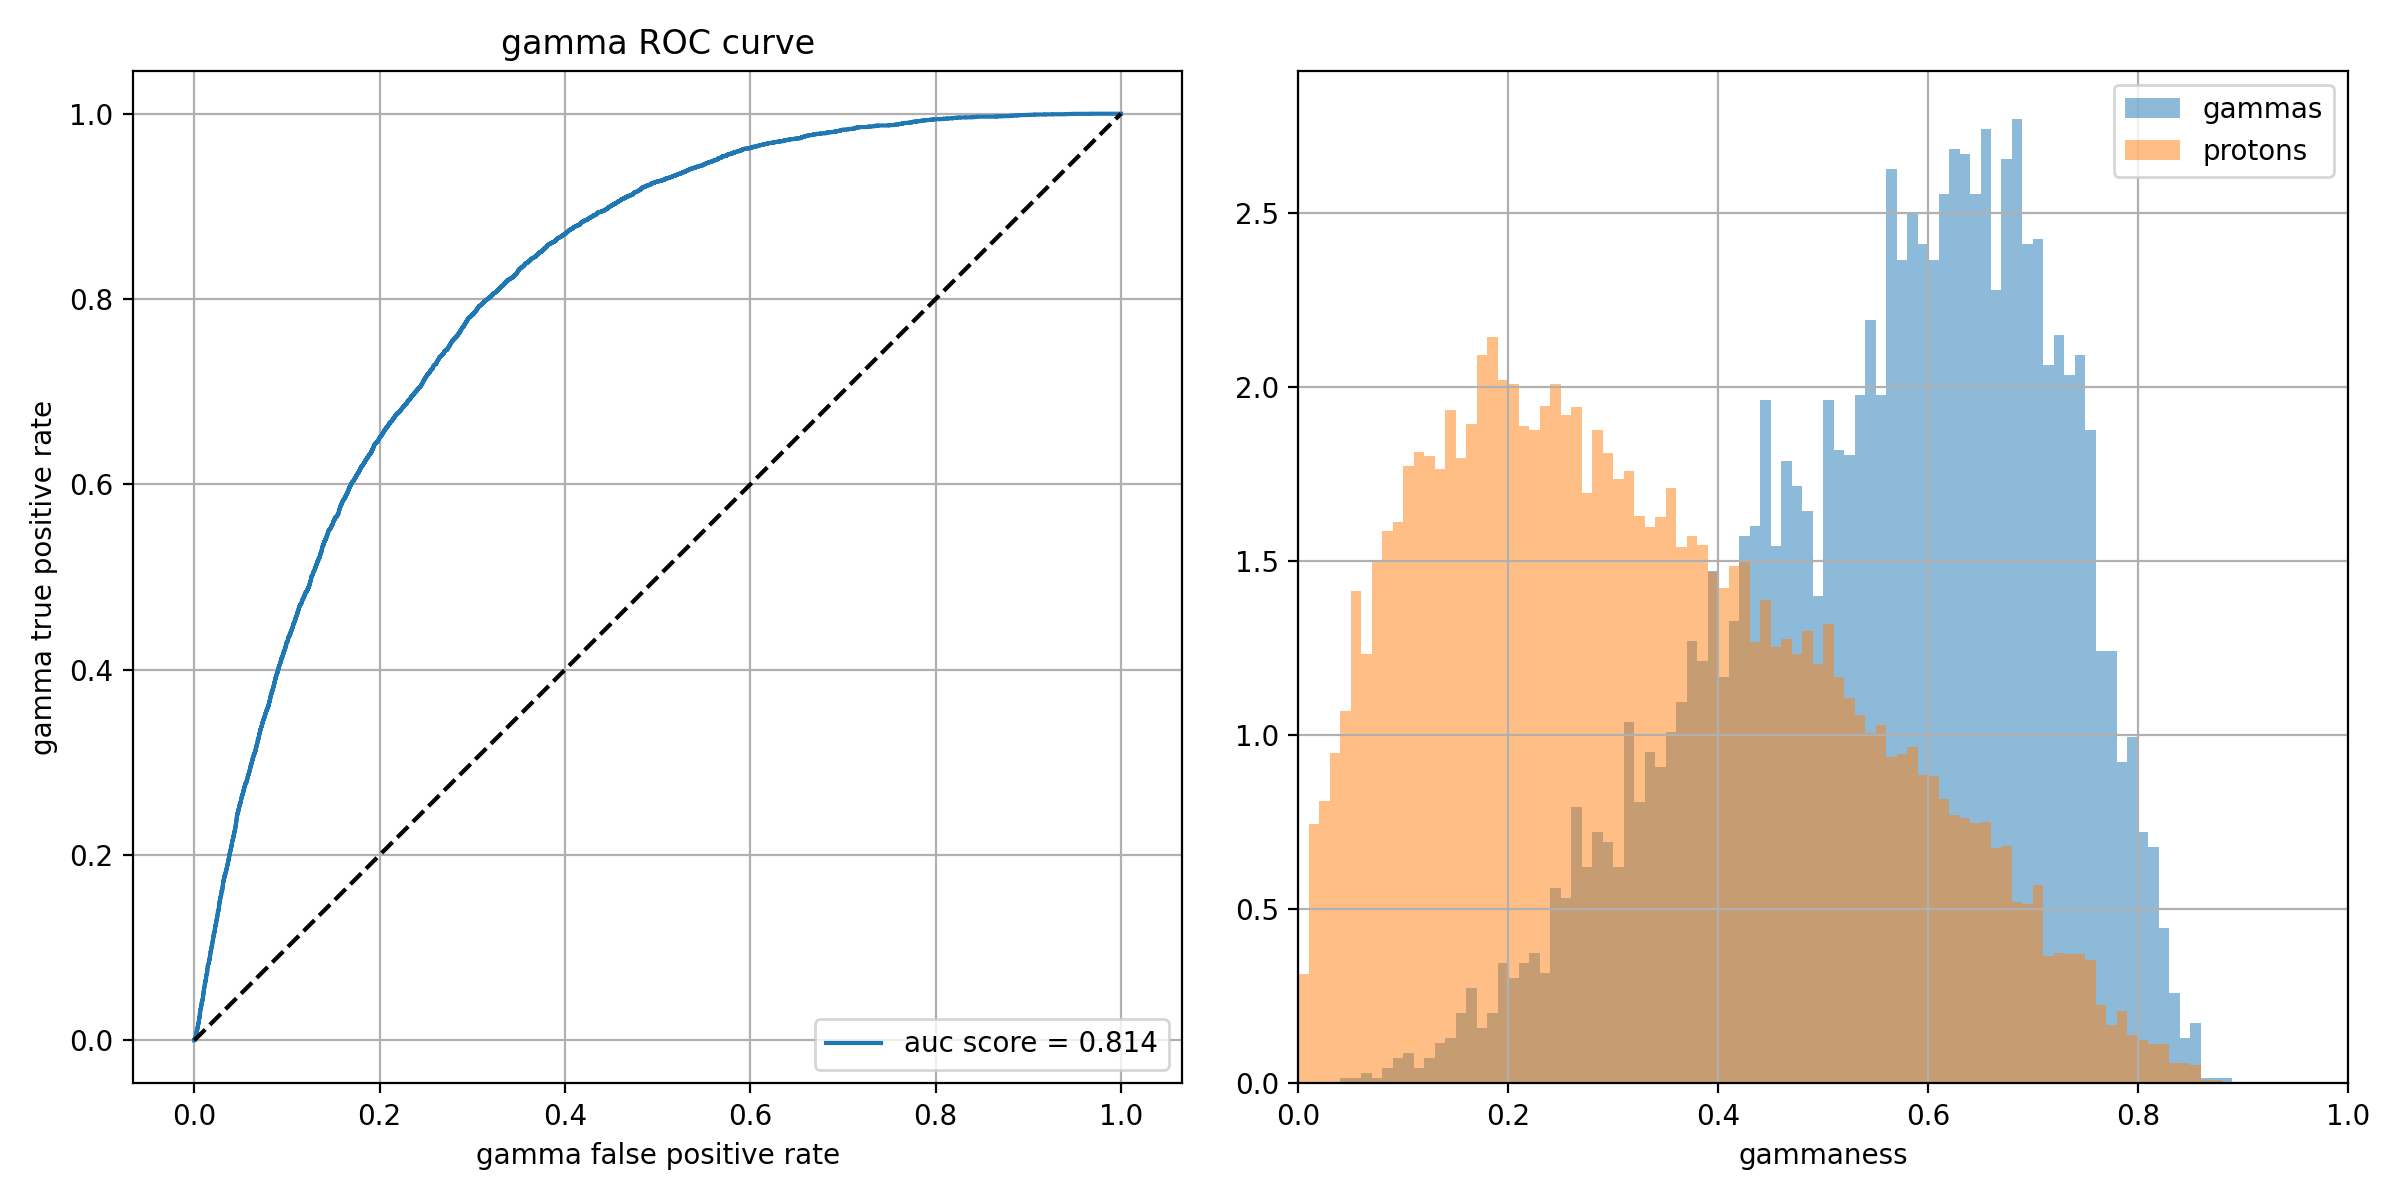 gamma ROC curve
gamma true positive rate
1.0
0.8
0.6
0.4
0.2
0.0
0.0 0.2 0.4 0.6 0.8 1.0
gamma false positive rate
auc score = 0.814
gammas
protons
2.5
2.0
1.5
1.0
0.5
0.0
0.0 0.2 0.4 0.6 0.8 1.0
gammaness